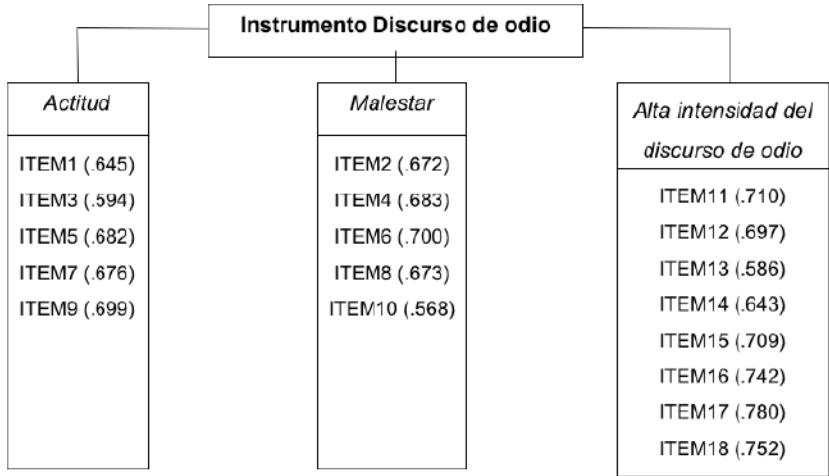 Instrumento Discurso de odio
Actitud
ITEM1 (.645)
ITEM3 (.594)
ITEM5 (.682)
ITEM7 (.676)
ITEM9 (.699)
Malestar
ITEM2 (.672)
ITEM4 (.683)
ITEM6 (.700)
ITEM8 (.673)
ITEM10 (.568)
Alta intensidad del
discurso de odio
ITEM11 (.710)
ITEM12 (.697)
ITEM13 (.586)
ITEM14 (.643)
ITEM15 (.709)
ITEM16 (.742)
ITEM17 (.780)
ITEM18 (.752)